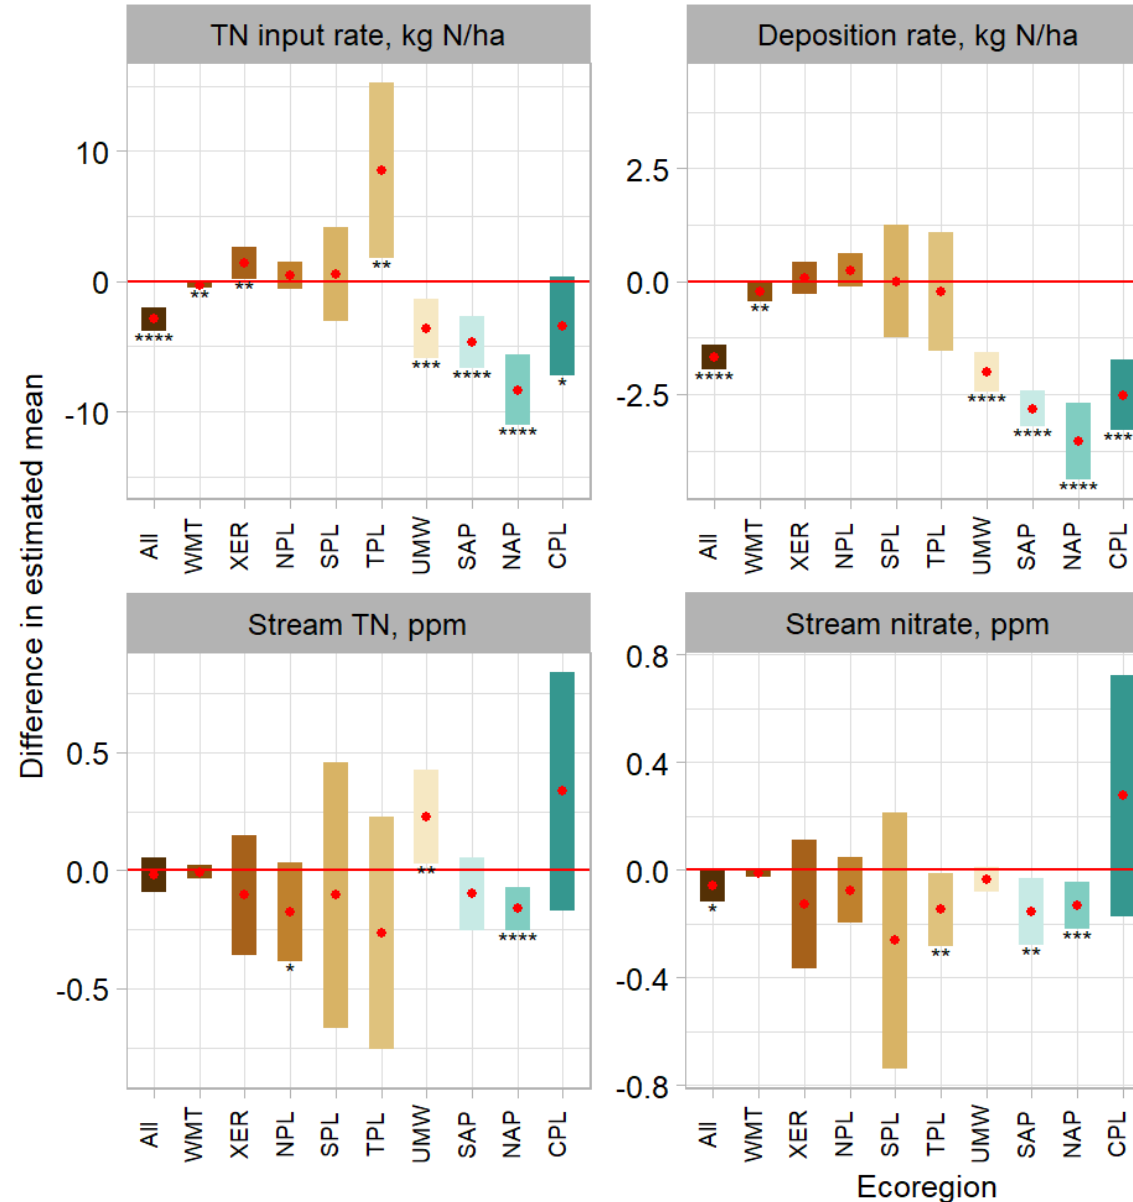 TN input rate, kg N/ha
Deposition rate, kg N/ha
Difference in estimated mean
10
0
-10
**** ** ** ** *** **** **** *
All WMT XER NPL SPL TPL UMW SAP NAP CPL
2.5
0.0
-2.5
**** ** **** **** **** ***
All WMT XER NPL SPL TPL UMW SAP NAP CPL
Stream TN, ppm
Stream nitrate, ppm
0.5
0.0
-0.5
* ** ****
All WMT XER NPL SPL TPL UMW SAP NAP CPL
0.8
0.4
0.0
-0.4
-0.8
* ** ** ***
All WMT XER NPL SPL TPL UMW SAP NAP CPL
Ecoregion